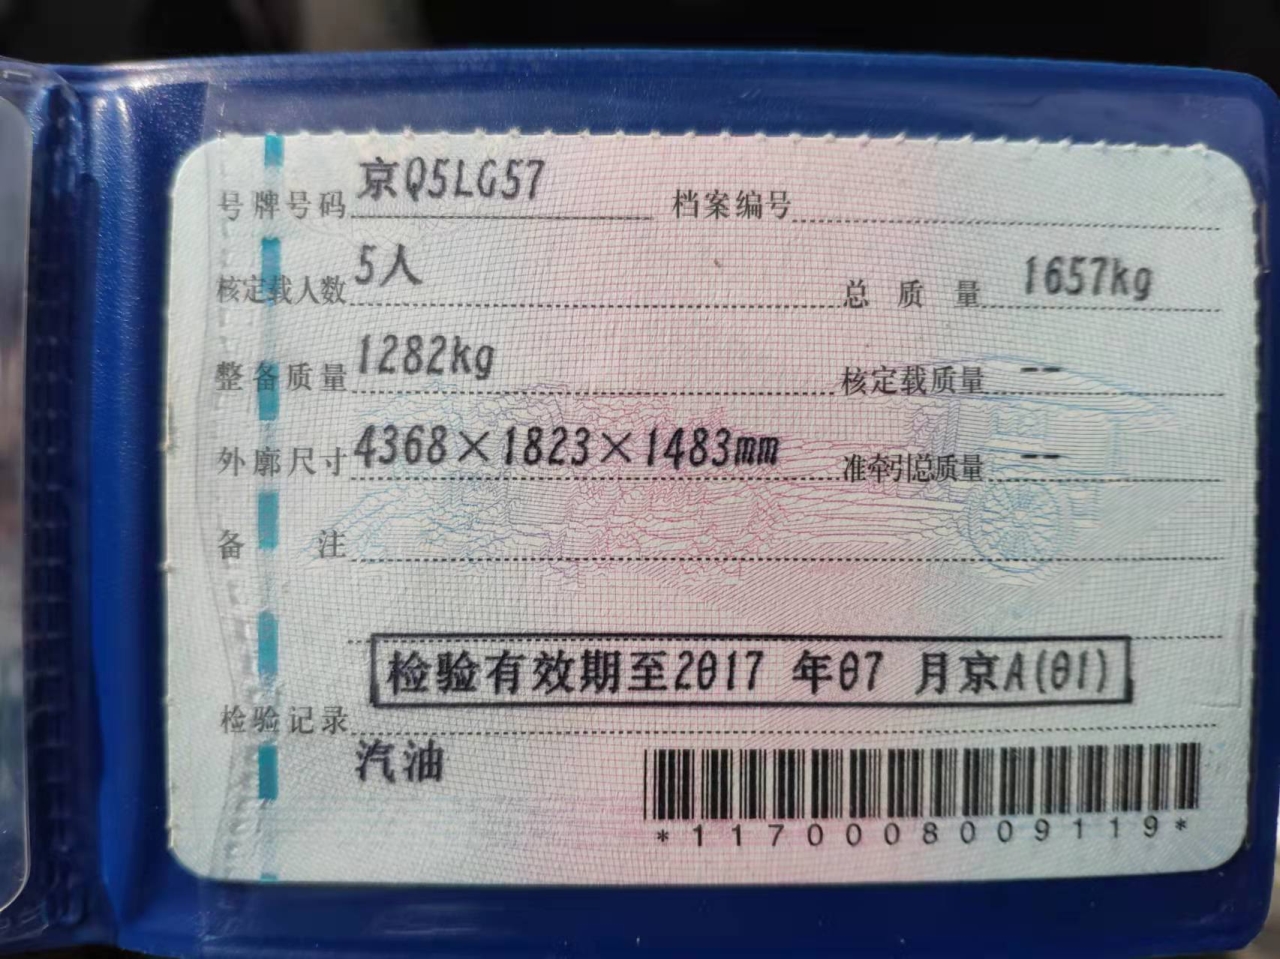 号牌号码 京Q5LG57 档案编号
核定载人数 5人 总质量 1657kg
整备质量 1282kg 核定载质量 --
外廓尺寸 4368×1823×1483mm 准牵引总质量 --
备注
检验有效期至2017 年07 月京A(01)
检验记录
汽油
*1170008009119*